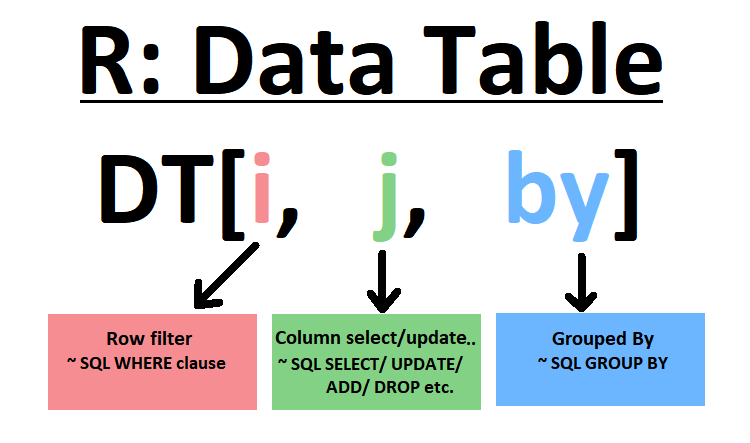 R: Data Table
DT[i, j, by]
Row filter
~ SQL WHERE clause
Column select/update..
~ SQL SELECT/ UPDATE/
ADD/ DROP etc.
Grouped By
~ SQL GROUP BY